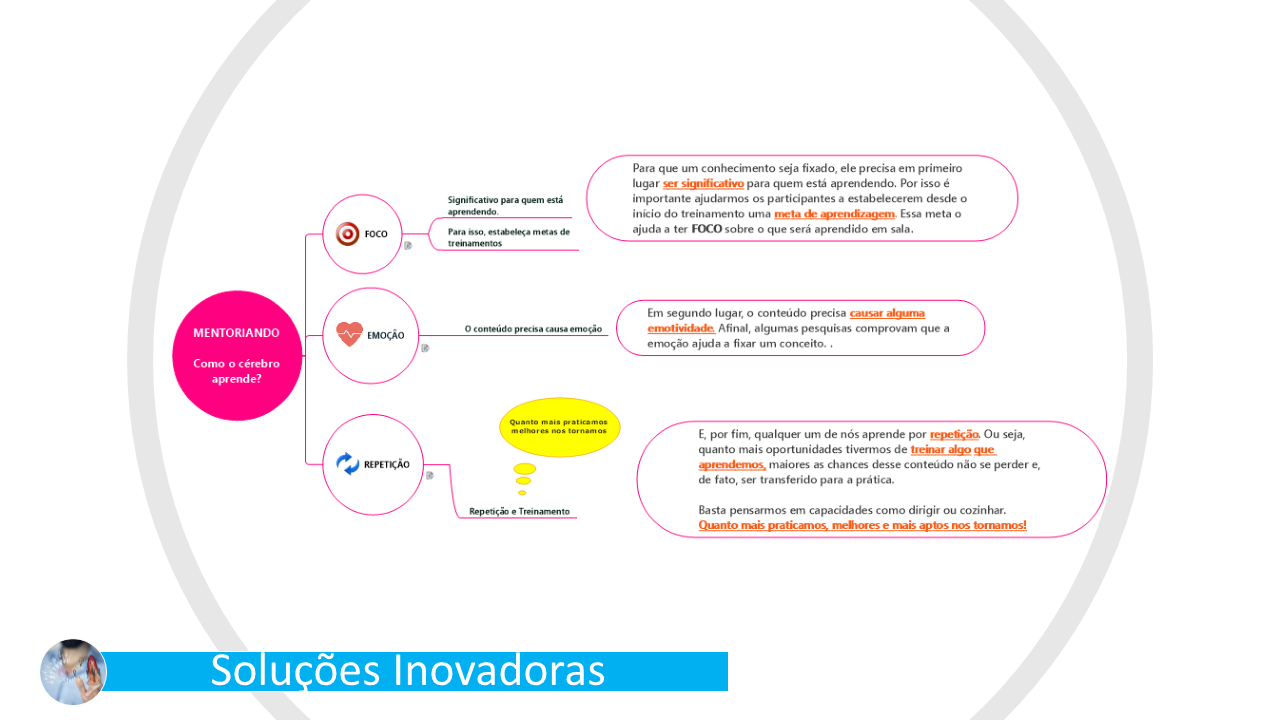 MENTORIANDO
Como o cérebro
aprende?
FOCO
Significativo para quem está
aprendendo.
Para isso, estabeleça metas de
treinamentos
Para que um conhecimento seja fixado, ele precisa em primeiro
lugar ser significativo para quem está aprendendo. Por isso é
importante ajudarmos os participantes a estabelecerem desde o
início do treinamento uma meta de aprendizagem. Essa meta o
ajuda a ter FOCO sobre o que será aprendido em sala.
EMOÇÃO
O conteúdo precisa causa emoção
Em segundo lugar, o conteúdo precisa causar alguma
emotividade. Afinal, algumas pesquisas comprovam que a
emoção ajuda a fixar um conceito. .
REPETIÇÃO
Quanto mais praticamos
melhores nos tornamos
Repetição e Treinamento
E, por fim, qualquer um de nós aprende por repetição. Ou seja,
quanto mais oportunidades tivermos de treinar algo que
aprendemos, maiores as chances desse conteúdo não se perder e,
de fato, ser transferido para a prática.
Basta pensarmos em capacidades como dirigir ou cozinhar.
Quanto mais praticamos, melhores e mais aptos nos tornamos!
Soluções Inovadoras